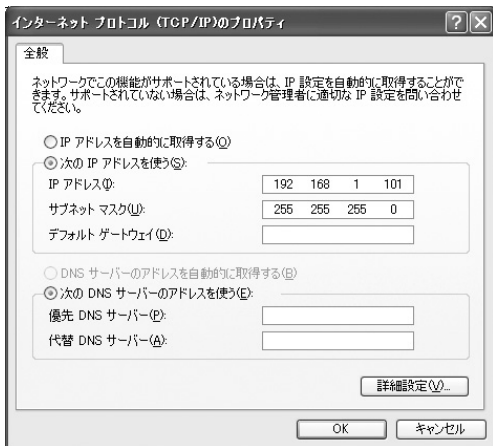 インターネット プロトコル (TCP/IP)のプロパティ
全般
ネットワークでこの機能がサポートされている場合は、IP 設定を自動的に取得することがで
きます。サポートされていない場合は、ネットワーク管理者に適切な IP 設定を問い合わせ
てください。
IP アドレスを自動的に取得する(O)
次の IP アドレスを使う(S):
IP アドレス(I): 192 168 1 101
サブネット マスク(U): 255 255 255 0
デフォルト ゲートウェイ(D):
DNS サーバーのアドレスを自動的に取得する(B)
次の DNS サーバーのアドレスを使う(E):
優先 DNS サーバー(P):
代替 DNS サーバー(A):
詳細設定(V)...
OK キャンセル